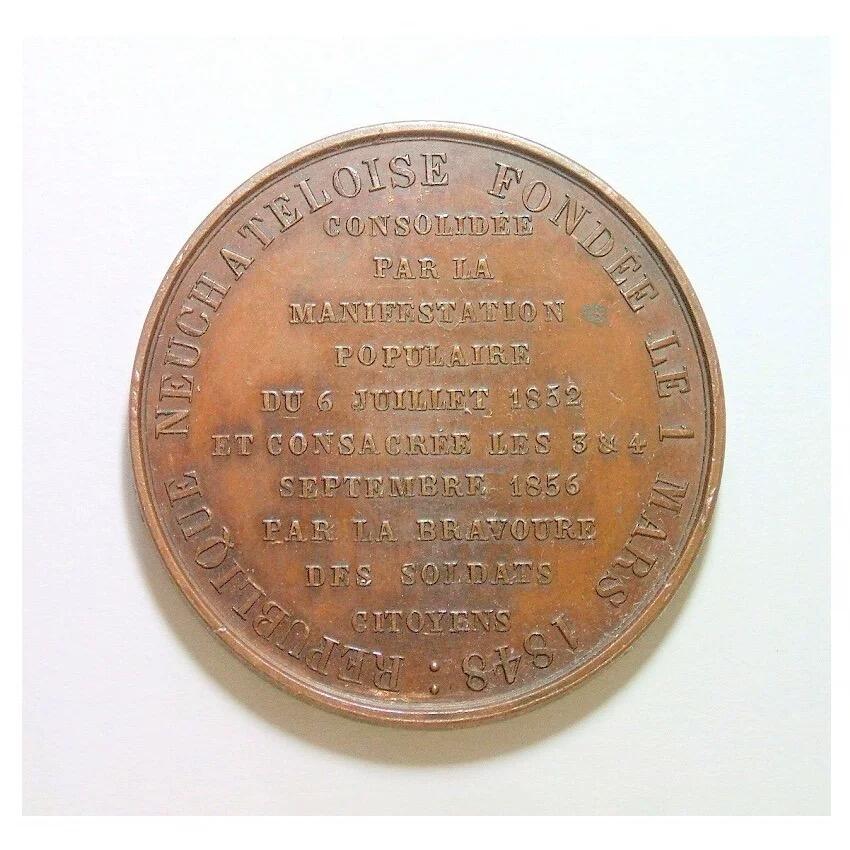 REPUBLIQUE NEUCHATELOISE FONDÉE LE 1 MARS 1848:
CONSOLIDÉE
PAR LA
MANIFESTATION
POPULAIRE
DU 6 JUILLET 1852
ET CONSACRÉE LES 3 & 4
SEPTEMBRE 1856
PAR LA BRAVOURE
DES SOLDATS
CITOYENS